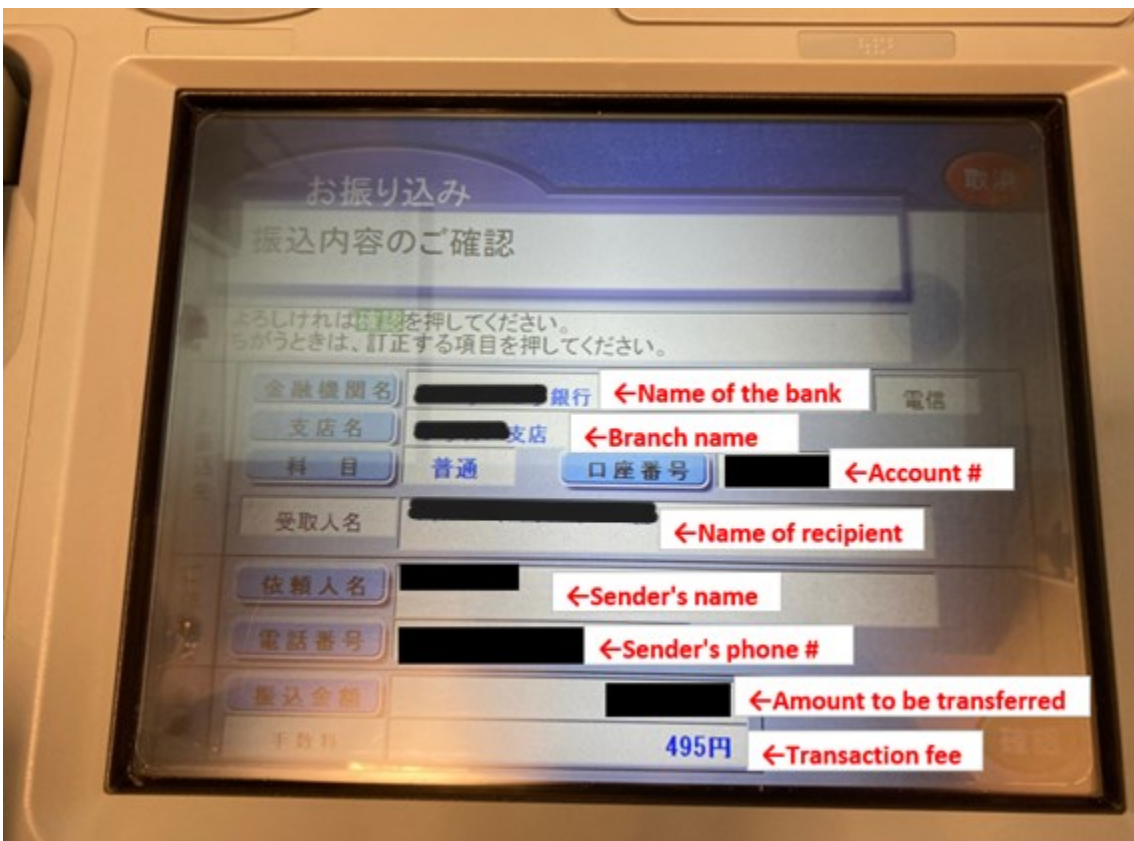 お振り込み
取消
振込内容のご確認
よろしければ確認を押してください。
ちがうときは、訂正する項目を押してください。
金融機関名 銀行 ←Name of the bank 電信
支店名 支店 ←Branch name
科目 普通 口座番号 ←Account #
受取人名 ←Name of recipient
依頼人名 ←Sender's name
電話番号 ←Sender's phone #
振込金額 ←Amount to be transferred
手数料 495円 ←Transaction fee
確認